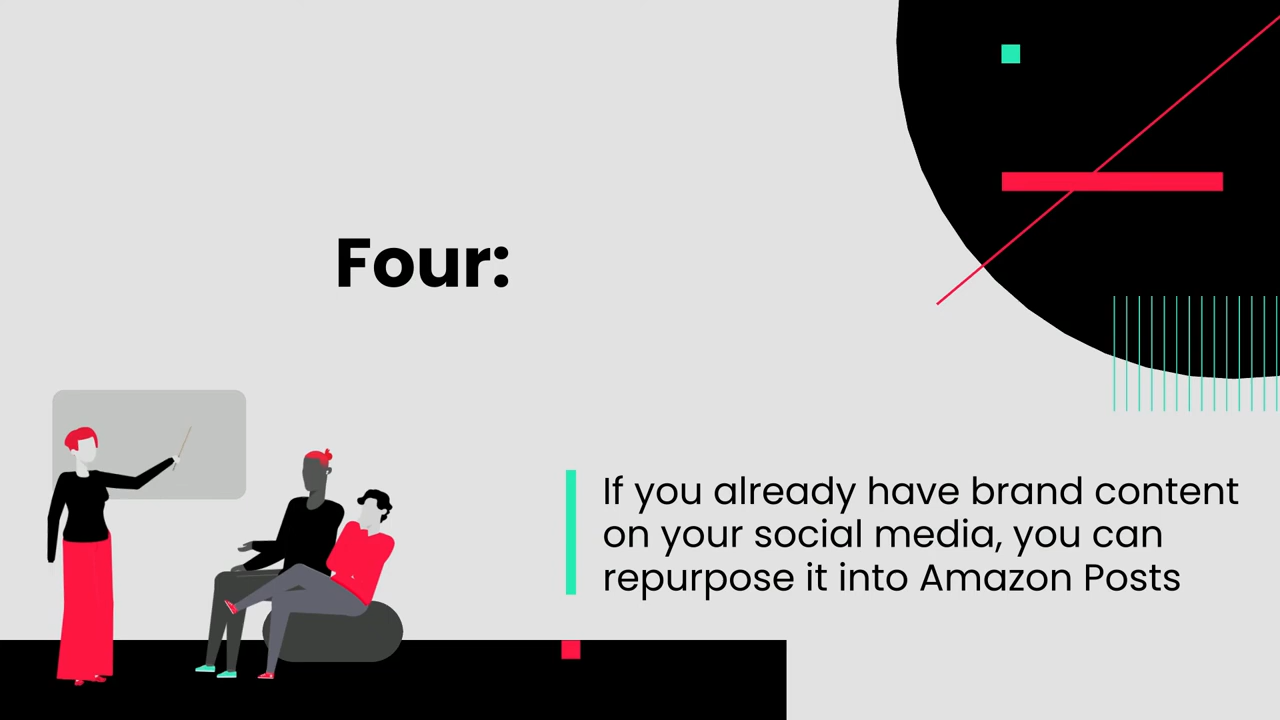 Four:
If you already have brand content
on your social media, you can
repurpose it into Amazon Posts